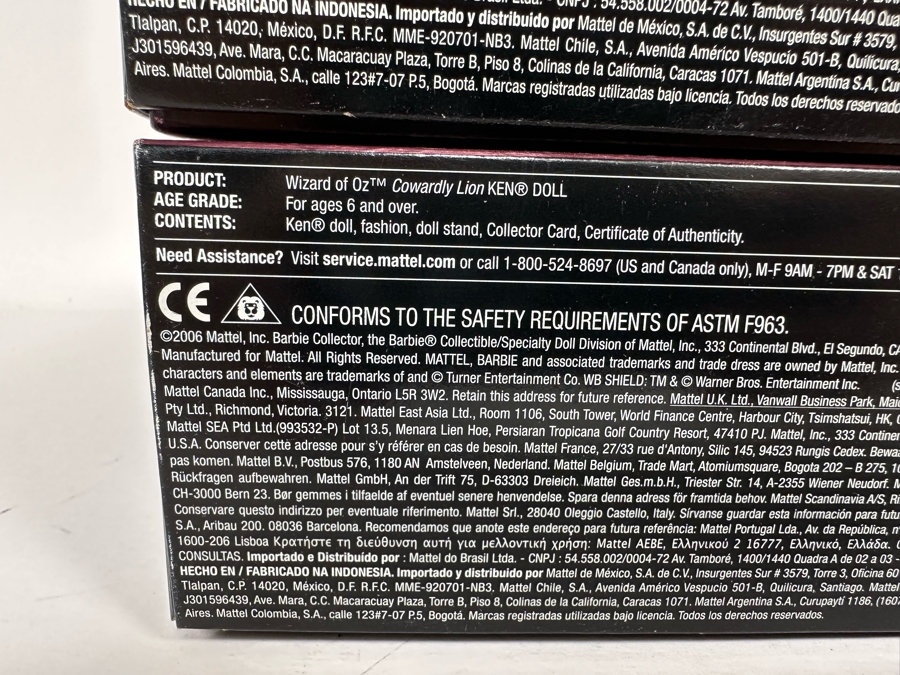 HECHO EN / FABRICADO NA INDONESIA. Importado y distribuido por Mattel de México, S.A. de C.V., Insurgentes Sur # 3579,
Tlalpan, C.P. 14020, México, D.F. R.F.C. MME-920701-NB3. Mattel Chile, S.A., Avenida Américo Vespucio 501-B, Quilicura,
J301596439, Ave. Mara, C.C. Macaracuay Plaza, Torre B, Piso 8, Colinas de la California, Caracas 1071. Mattel Argentina S.A.,
Aires. Mattel Colombia, S.A., calle 123#7-07 P.5, Bogotá. Marcas registradas utilizadas bajo licencia. Todos los derechos
PRODUCT: Wizard of Oz™ Cowardly Lion KEN® DOLL
AGE GRADE: For ages 6 and over.
CONTENTS: Ken® doll, fashion, doll stand, Collector Card, Certificate of Authenticity.
Need Assistance? Visit service.mattel.com or call 1-800-524-8697 (US and Canada only), M-F 9AM - 7PM & SAT
CE CONFORMS TO THE SAFETY REQUIREMENTS OF ASTM F963.
©2006 Mattel, Inc. Barbie Collector, the Barbie® Collectible/Specialty Doll Division of Mattel, Inc., 333 Continental Blvd., El Segundo,
Manufactured for Mattel. All Rights Reserved. MATTEL, BARBIE and associated trademarks and trade dress are owned by Mattel, Inc.
characters and elements are trademarks of and © Turner Entertainment Co. WB SHIELD: TM & © Warner Bros. Entertainment Inc.
Mattel Canada Inc., Mississauga, Ontario L5R 3W2. Retain this address for future reference. Mattel U.K. Ltd., Vanwall Business Park,
Pty Ltd., Richmond, Victoria. 3121. Mattel East Asia Ltd., Room 1106, South Tower, World Finance Centre, Harbour City, Tsimshatsui, HK,
Mattel SEA Ptd Ltd.(993532-P) Lot 13.5, Menara Lien Hoe, Persiaran Tropicana Golf Country Resort, 47410 PJ. Mattel, Inc., 333
U.S.A. Conserver cette adresse pour s'y référer en cas de besoin. Mattel France, 27/33 rue d'Antony, Silic 145, 94523 Rungis Cedex.
pas komen. Mattel B.V., Postbus 576, 1180 AN Amstelveen, Nederland. Mattel Belgium, Trade Mart, Atomiumsquare, Bogota 202 – B 275,
Rückfragen aufbewahren. Mattel GmbH, An der Trift 75, D-63303 Dreieich. Mattel Ges.m.b.H., Triester Str. 14, A-2355 Wiener Neudorf.
CH-3000 Bern 23. Bør gemmes i tilfaelde af eventuel senere henvendelse. Spara denna adress för framtida behov. Mattel Scandinavia A/S,
Conservare questo indirizzo per eventuale riferimento. Mattel Srl., 28040 Oleggio Castello, Italy. Sírvanse guardar esta información para
S.A., Aribau 200. 08036 Barcelona. Recomendamos que anote este endereço para futura referência: Mattel Portugal Lda., Av. da República,
1600-206 Lisboa Κρατήστε τη διεύθυνση αυτή για μελλοντική χρήση: Mattel AEBE, Ελληνικού 2 16777, Ελληνικό, Ελλάδα.
CONSULTAS. Importado e Distribuido por : Mattel do Brasil Ltda. - CNPJ : 54.558.002/0004-72 Av. Tamboré, 1400/1440 Quadra A de 02 a 03 -
HECHO EN / FABRICADO NA INDONESIA. Importado y distribuido por Mattel de México, S.A. de C.V., Insurgentes Sur # 3579, Torre 3, Oficina
Tlalpan, C.P. 14020, México, D.F. R.F.C. MME-920701-NB3. Mattel Chile, S.A., Avenida Américo Vespucio 501-B, Quilicura, Santiago.
J301596439, Ave. Mara, C.C. Macaracuay Plaza, Torre B, Piso 8, Colinas de la California, Caracas 1071. Mattel Argentina S.A., Curupaytí 1186,
Aires. Mattel Colombia, S.A., calle 123#7-07 P.5, Bogotá. Marcas registradas utilizadas bajo licencia. Todos los derechos reservados.